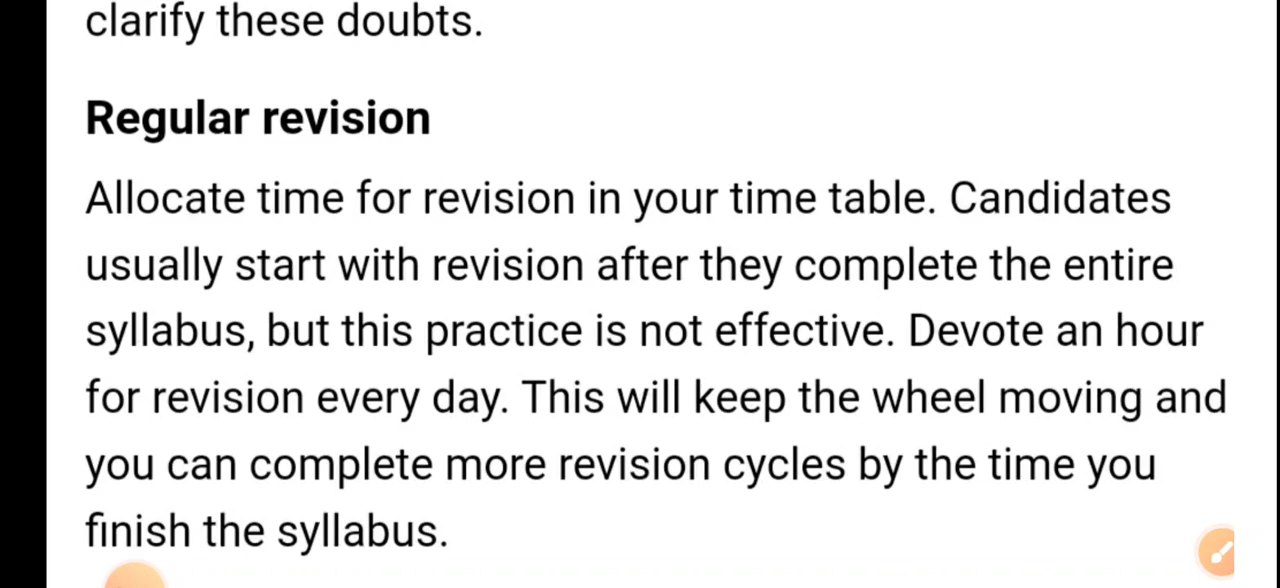 clarify these doubts.
Regular revision
Allocate time for revision in your time table. Candidates
usually start with revision after they complete the entire
syllabus, but this practice is not effective. Devote an hour
for revision every day. This will keep the wheel moving and
you can complete more revision cycles by the time you
finish the syllabus.